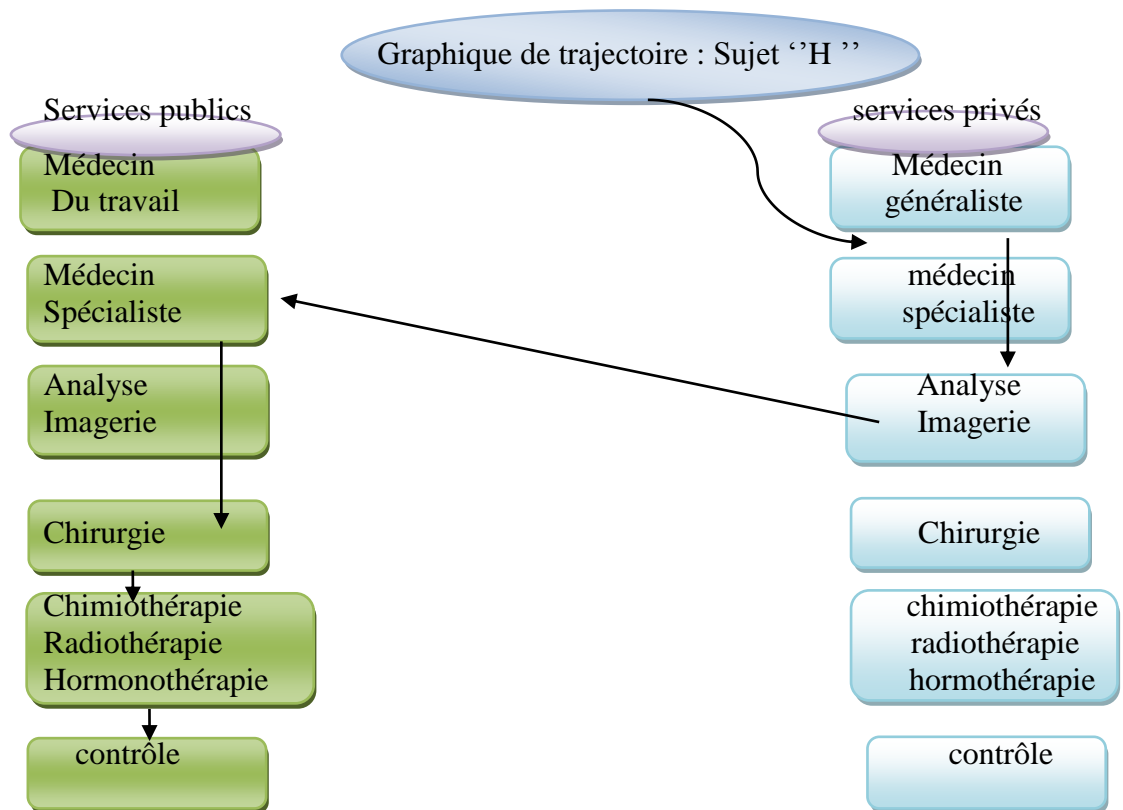 Graphique de trajectoire : Sujet ‘’H ’’
Services publics
Médecin
Du travail
Médecin
Spécialiste
Analyse
Imagerie
Chirurgie
Chimiothérapie
Radiothérapie
Hormonothérapie
contrôle
services privés
Médecin
généraliste
médecin
spécialiste
Analyse
Imagerie
Chirurgie
chimiothérapie
radiothérapie
hormothérapie
contrôle